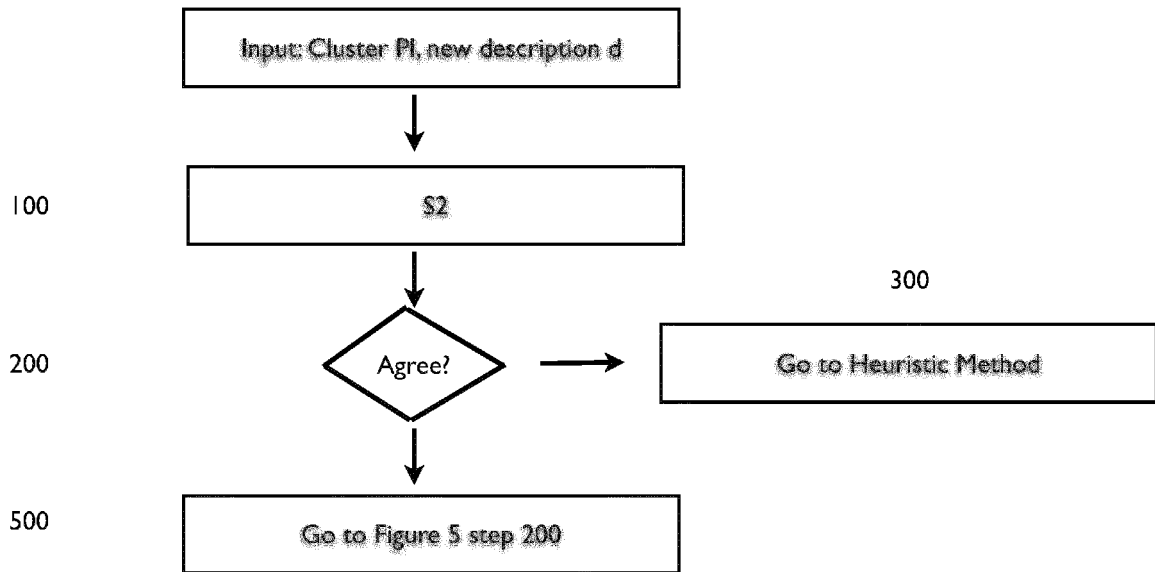 Input: Cluster PI, new description d
100
S2
300
200
Agree?
Go to Heuristic Method
500
Go to Figure 5 step 200